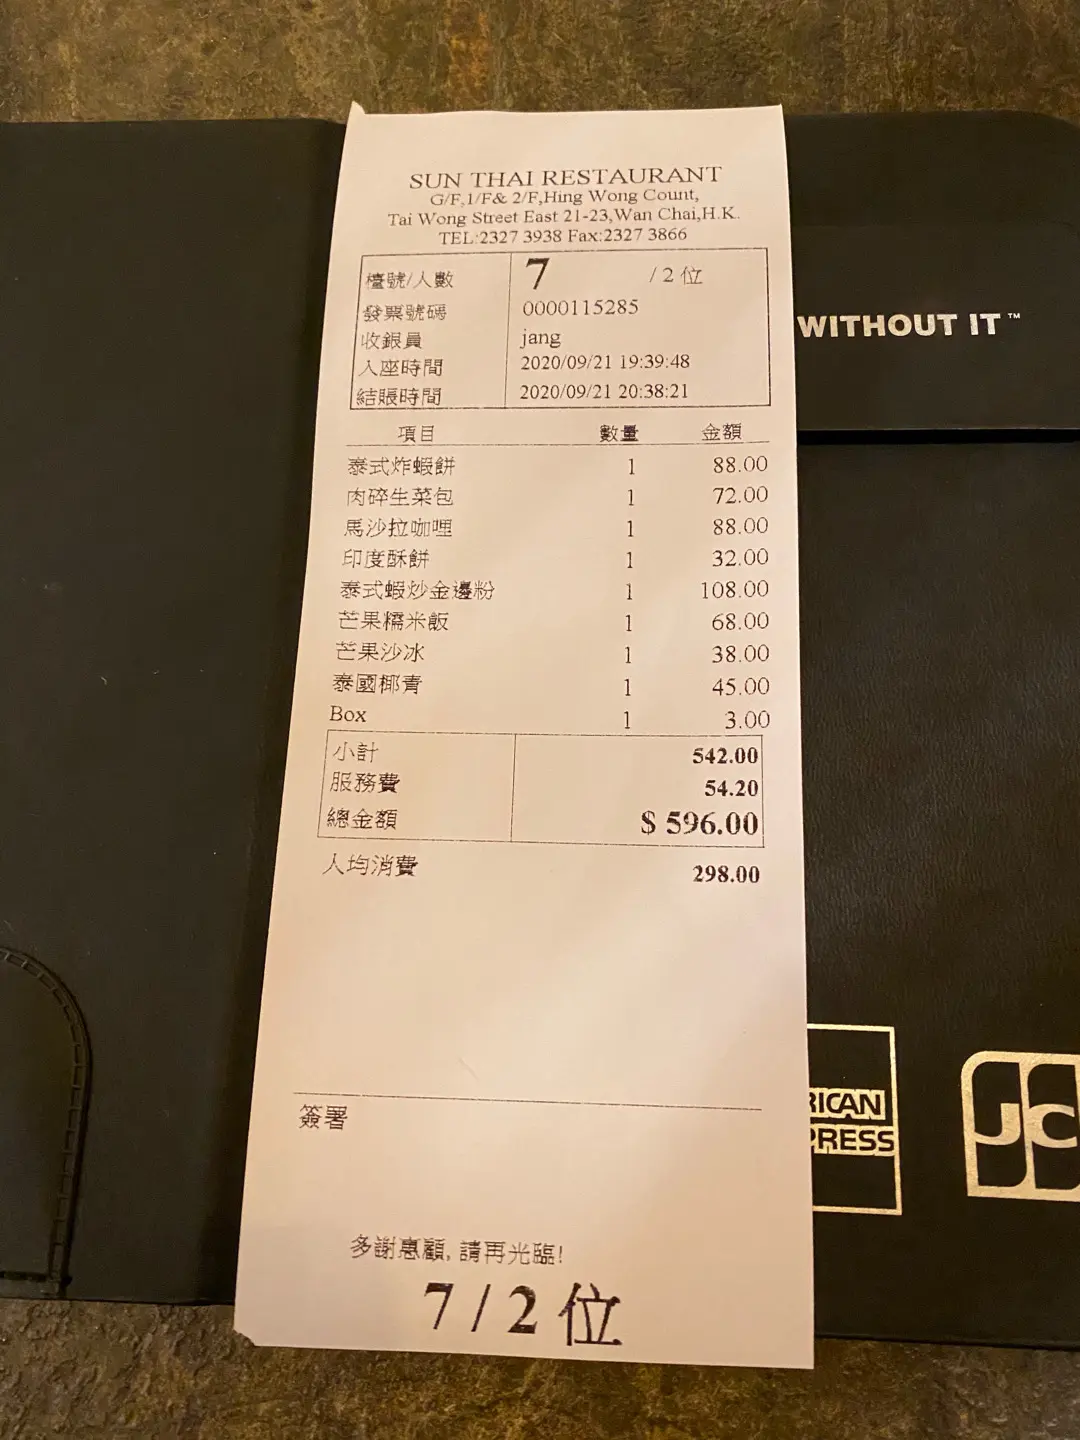 SUN THAI RESTAURANT
G/F,1/F& 2/F,Hing Wong Count,
Tai Wong Street East 21-23,Wan Chai,H.K.
TEL:2327 3938 Fax:2327 3866
檯號/人數 7 / 2 位
發票號碼 0000115285
收銀員 jang
入座時間 2020/09/21 19:39:48
結賬時間 2020/09/21 20:38:21
項目 數量 金額
泰式炸蝦餅 1 88.00
肉碎生菜包 1 72.00
馬沙拉咖喱 1 88.00
印度酥餅 1 32.00
泰式蝦炒金邊粉 1 108.00
芒果糯米飯 1 68.00
芒果沙冰 1 38.00
泰國椰青 1 45.00
Box 1 3.00
小計 542.00
服務費 54.20
總金額 $ 596.00
人均消費 298.00
簽署
多謝惠顧, 請再光臨!
7 / 2 位
WITHOUT IT™
RICAN
PRESS
JC